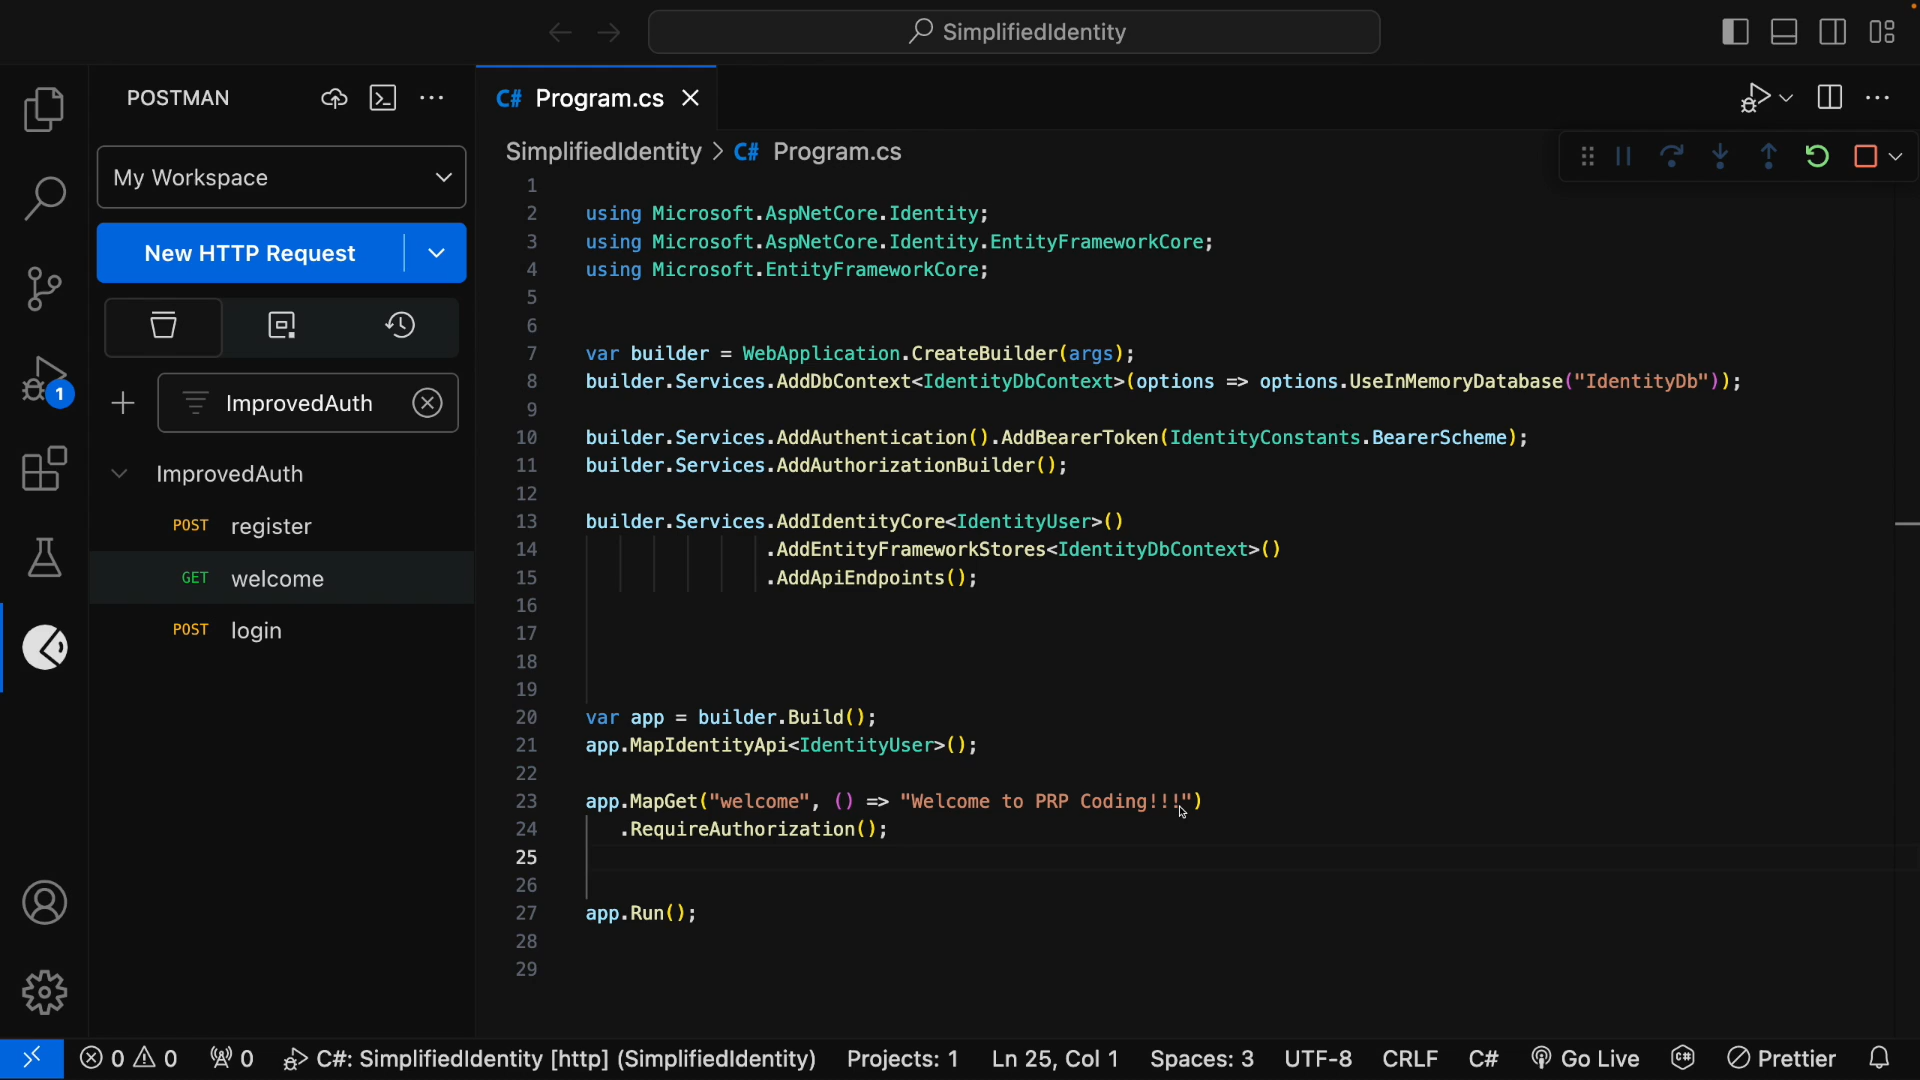 SimplifiedIdentity
POSTMAN
My Workspace
New HTTP Request
ImprovedAuth
ImprovedAuth
POST register
GET welcome
POST login
1
C# Program.cs
SimplifiedIdentity > C# Program.cs
1
2 using Microsoft.AspNetCore.Identity;
3 using Microsoft.AspNetCore.Identity.EntityFrameworkCore;
4 using Microsoft.EntityFrameworkCore;
5
6
7 var builder = WebApplication.CreateBuilder(args);
8 builder.Services.AddDbContext<IdentityDbContext>(options => options.UseInMemoryDatabase("IdentityDb"));
9
10 builder.Services.AddAuthentication().AddBearerToken(IdentityConstants.BearerScheme);
11 builder.Services.AddAuthorizationBuilder();
12
13 builder.Services.AddIdentityCore<IdentityUser>()
14 .AddEntityFrameworkStores<IdentityDbContext>()
15 .AddApiEndpoints();
16
17
18
19
20 var app = builder.Build();
21 app.MapIdentityApi<IdentityUser>();
22
23 app.MapGet("welcome", () => "Welcome to PRP Coding!!!")
24 .RequireAuthorization();
25
26
27 app.Run();
28
29
0 0 0 C#: SimplifiedIdentity [http] (SimplifiedIdentity) Projects: 1 Ln 25, Col 1 Spaces: 3 UTF-8 CRLF C# Go Live Prettier